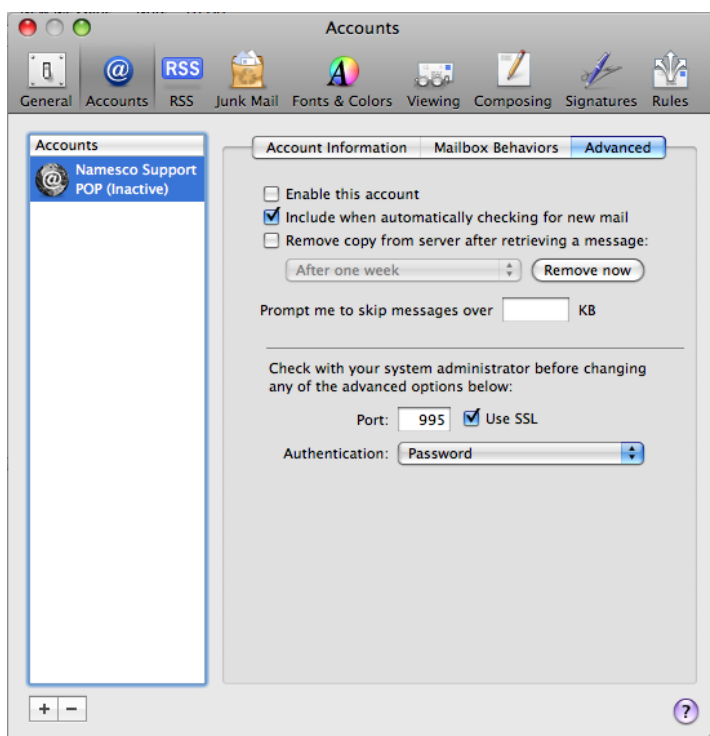 Accounts
RSS
General Accounts RSS Junk Mail Fonts & Colors Viewing Composing Signatures Rules
Accounts
Namesco Support
POP (Inactive)
Account Information Mailbox Behaviors Advanced
Enable this account
Include when automatically checking for new mail
Remove copy from server after retrieving a message:
After one week Remove now
Prompt me to skip messages over KB
Check with your system administrator before changing
any of the advanced options below:
Port: 995 Use SSL
Authentication: Password
+ − ?